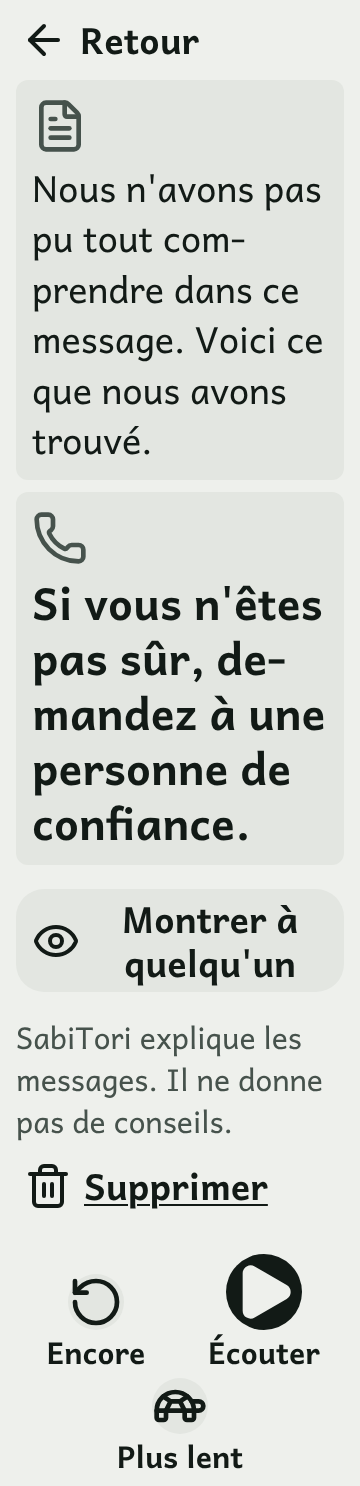 Retour
Nous n'avons pas
pu tout com-
prendre dans ce
message. Voici ce
que nous avons
trouvé.
Si vous n'êtes
pas sûr, de-
mandez à une
personne de
confiance.
Montrer à
quelqu'un
SabiTori explique les
messages. Il ne donne
pas de conseils.
Supprimer
Encore
Écouter
Plus lent